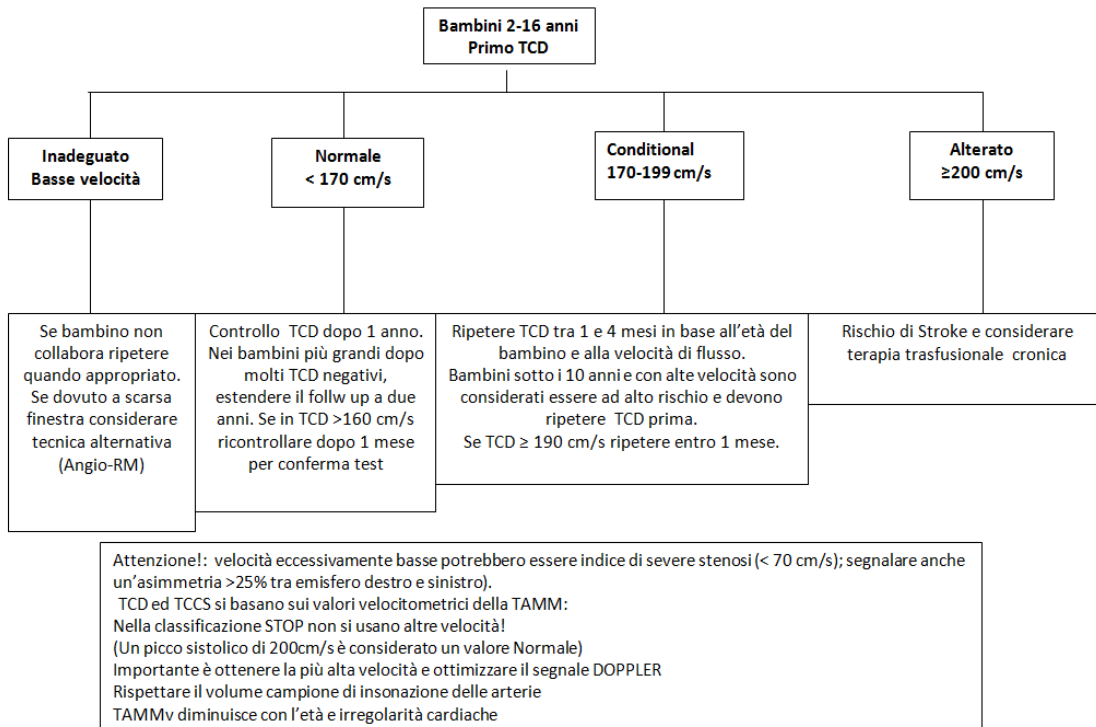 Bambini 2-16 anni
Primo TCD
Inadeguato
Basse velocità
Normale
< 170 cm/s
Conditional
170-199 cm/s
Alterato
≥200 cm/s
Se bambino non
collabora ripetere
quando appropriato.
Se dovuto a scarsa
finestra considerare
tecnica alternativa
(Angio-RM)
Controllo TCD dopo 1 anno.
Nei bambini più grandi dopo
molti TCD negativi,
estendere il follw up a due
anni. Se in TCD >160 cm/s
ricontrollare dopo 1 mese
per conferma test
Ripetere TCD tra 1 e 4 mesi in base all'età del
bambino e alla velocità di flusso.
Bambini sotto i 10 anni e con alte velocità sono
considerati essere ad alto rischio e devono
ripetere TCD prima.
Se TCD ≥ 190 cm/s ripetere entro 1 mese.
Rischio di Stroke e considerare
terapia trasfusionale cronica
Attenzione!: velocità eccessivamente basse potrebbero essere indice di severe stenosi (< 70 cm/s); segnalare anche
un'asimmetria >25% tra emisfero destro e sinistro).
TCD ed TCCS si basano sui valori velocitometrici della TAMM:
Nella classificazione STOP non si usano altre velocità!
(Un picco sistolico di 200cm/s è considerato un valore Normale)
Importante è ottenere la più alta velocità e ottimizzare il segnale DOPPLER
Rispettare il volume campione di insonazione delle arterie
TAMMv diminuisce con l'età e irregolarità cardiache